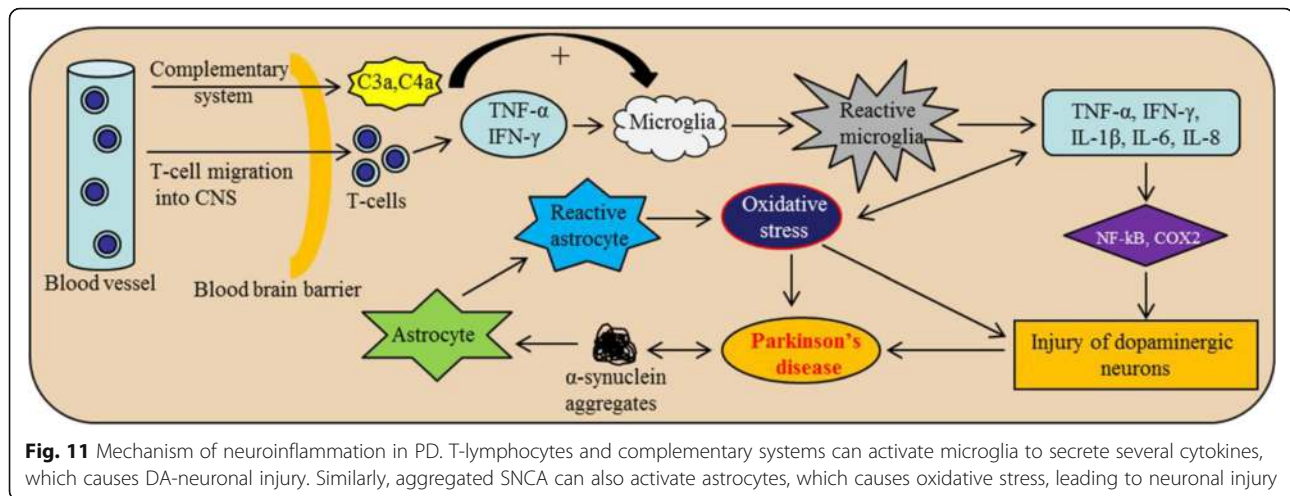 Complementary
system
C3a,C4a
+
TNF-α
IFN-γ
Microglia
Reactive
microglia
TNF-α, IFN-γ,
IL-1β, IL-6, IL-8
T-cell migration
into CNS
T-cells
Reactive
astrocyte
Oxidative
stress
NF-kB, COX2
Blood vessel
Blood brain barrier
Astrocyte
α-synuclein
aggregates
Parkinson's
disease
Injury of dopaminergic
neurons
Fig. 11 Mechanism of neuroinflammation in PD. T-lymphocytes and complementary systems can activate microglia to secrete several cytokines,
which causes DA-neuronal injury. Similarly, aggregated SNCA can also activate astrocytes, which causes oxidative stress, leading to neuronal injury